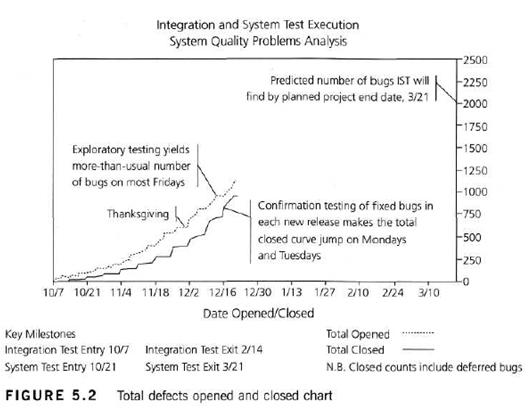 Integration and System Test Execution
System Quality Problems Analysis
2500
Predicted number of bugs IST will
find by planned project end date, 3/21
2000
1750
Exploratory testing yields
more-than-usual number
of bugs on most Fridays
1500
1250
1000
Thanksgiving
Confirmation testing of fixed bugs in
each new release makes the total
closed curve jump on Mondays
and Tuesdays
750
500
250
0
10/7 10/21 11/4 11/18 12/2 12/16 12/30 1/13 1/27 2/10 2/24 3/10
Date Opened/Closed
Key Milestones
Total Opened
Integration Test Entry 10/7 Integration Test Exit 2/14
Total Closed
System Test Entry 10/21 System Test Exit 3/21
N.B. Closed counts include deferred bugs
FIGURE 5.2 Total defects opened and closed chart